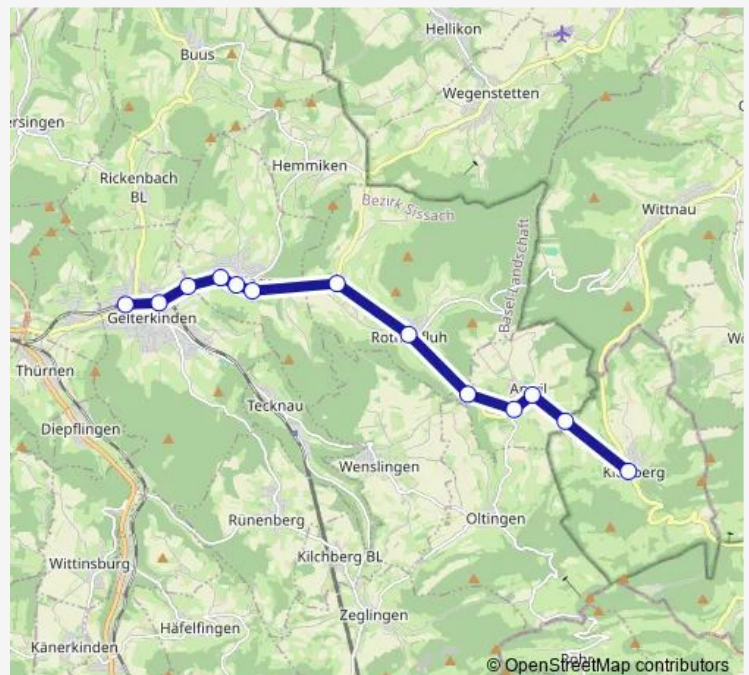 Hellikon
Buus
Wegenstetten
ersingen
Hemmiken
Rickenbach
BL
Bezirk Sissach
Wittnau
Basel-Landschaft
Gelterkinden
Thürnen
Tecknau
Diepflingen
Wenslingen
Rünenberg
Oltingen
Kilchberg BL
Wittinsburg
Zeglingen
Häfelfingen
Känerkinden
Rohr
© OpenStreetMap contributors